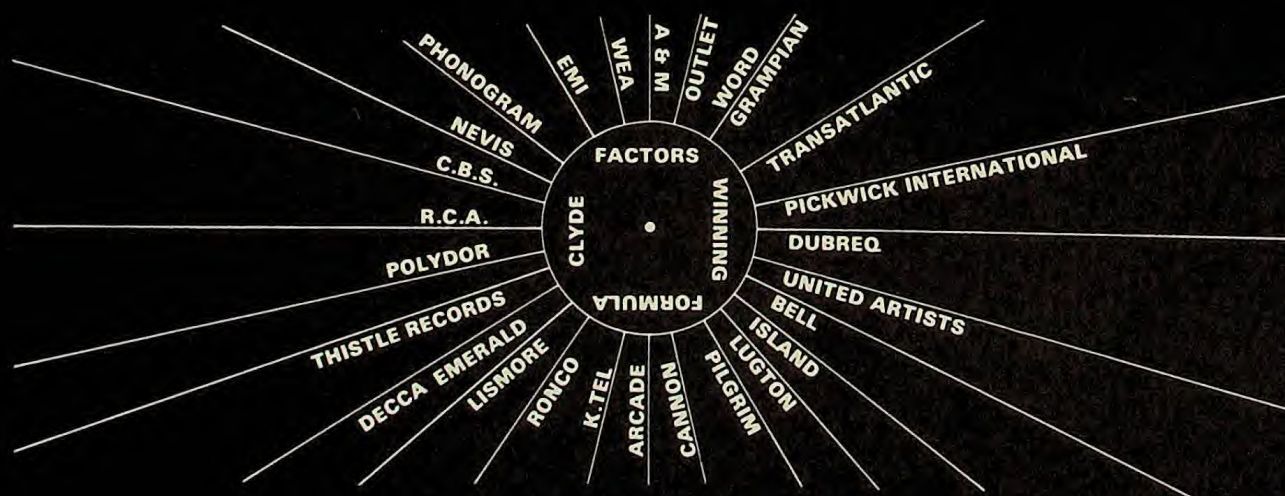 CLYDE
FACTORS
WINNING
FORMULA
R.C.A.
C.B.S.
NEVIS
PHONOGRAM
EMI
WEA
A & M
OUTLET
WORD
GRAMPIAN
TRANSATLANTIC
PICKWICK INTERNATIONAL
DUBREQ
UNITED ARTISTS
BELL
ISLAND
LUGTON
PILGRIM
CANNON
ARCADE
K.TEL
RONCO
LISMORE
DECCA EMERALD
THISTLE RECORDS
POLYDOR